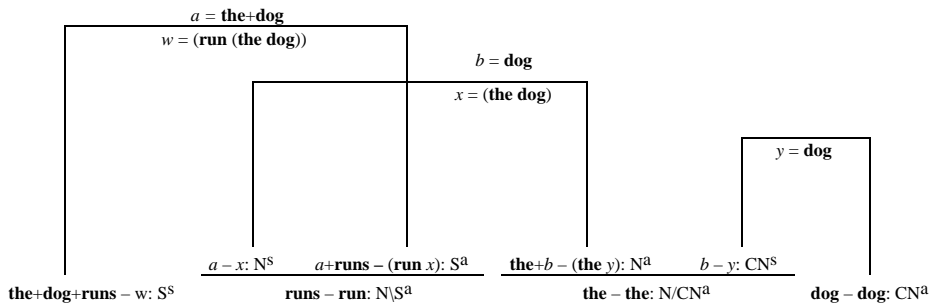 a = the+dog
w = (run (the dog))
b = dog
x = (the dog)
y = dog
a – x: Nˢ a+runs – (run x): Sᵃ the+b – (the y): Nᵃ b – y: CNˢ
the+dog+runs – w: Sˢ runs – run: N\Sᵃ the – the: N/CNᵃ dog – dog: CNᵃ